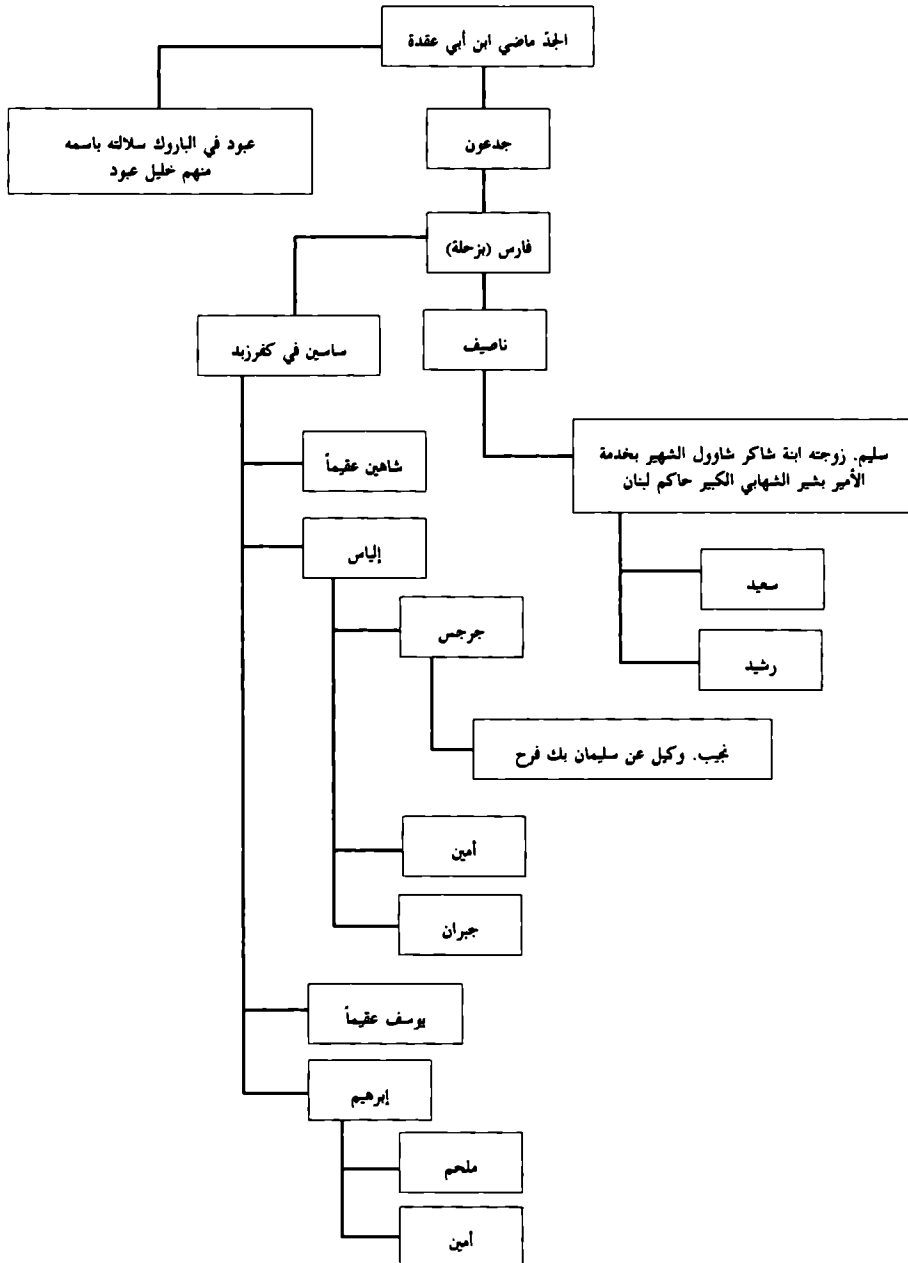 الجدّ ماضي ابن أبي عقدة
عبود في الباروك سلالته باسمه
منهم خليل عبود
جدعون
فارس (بزحلة)
ساسين في كفرزبد
ناصيف
سليم. زوجته ابنة شاكر شاوول الشهير بخدمة
الأمير بشير الشهابي الكبير حاكم لبنان
شاهين عقيماً
إلياس
سعيد
جرجس
رشيد
نجيب. وكيل عن سليمان بك فرح
أمين
جبران
يوسف عقيماً
إبرهيم
ملحم
أمين